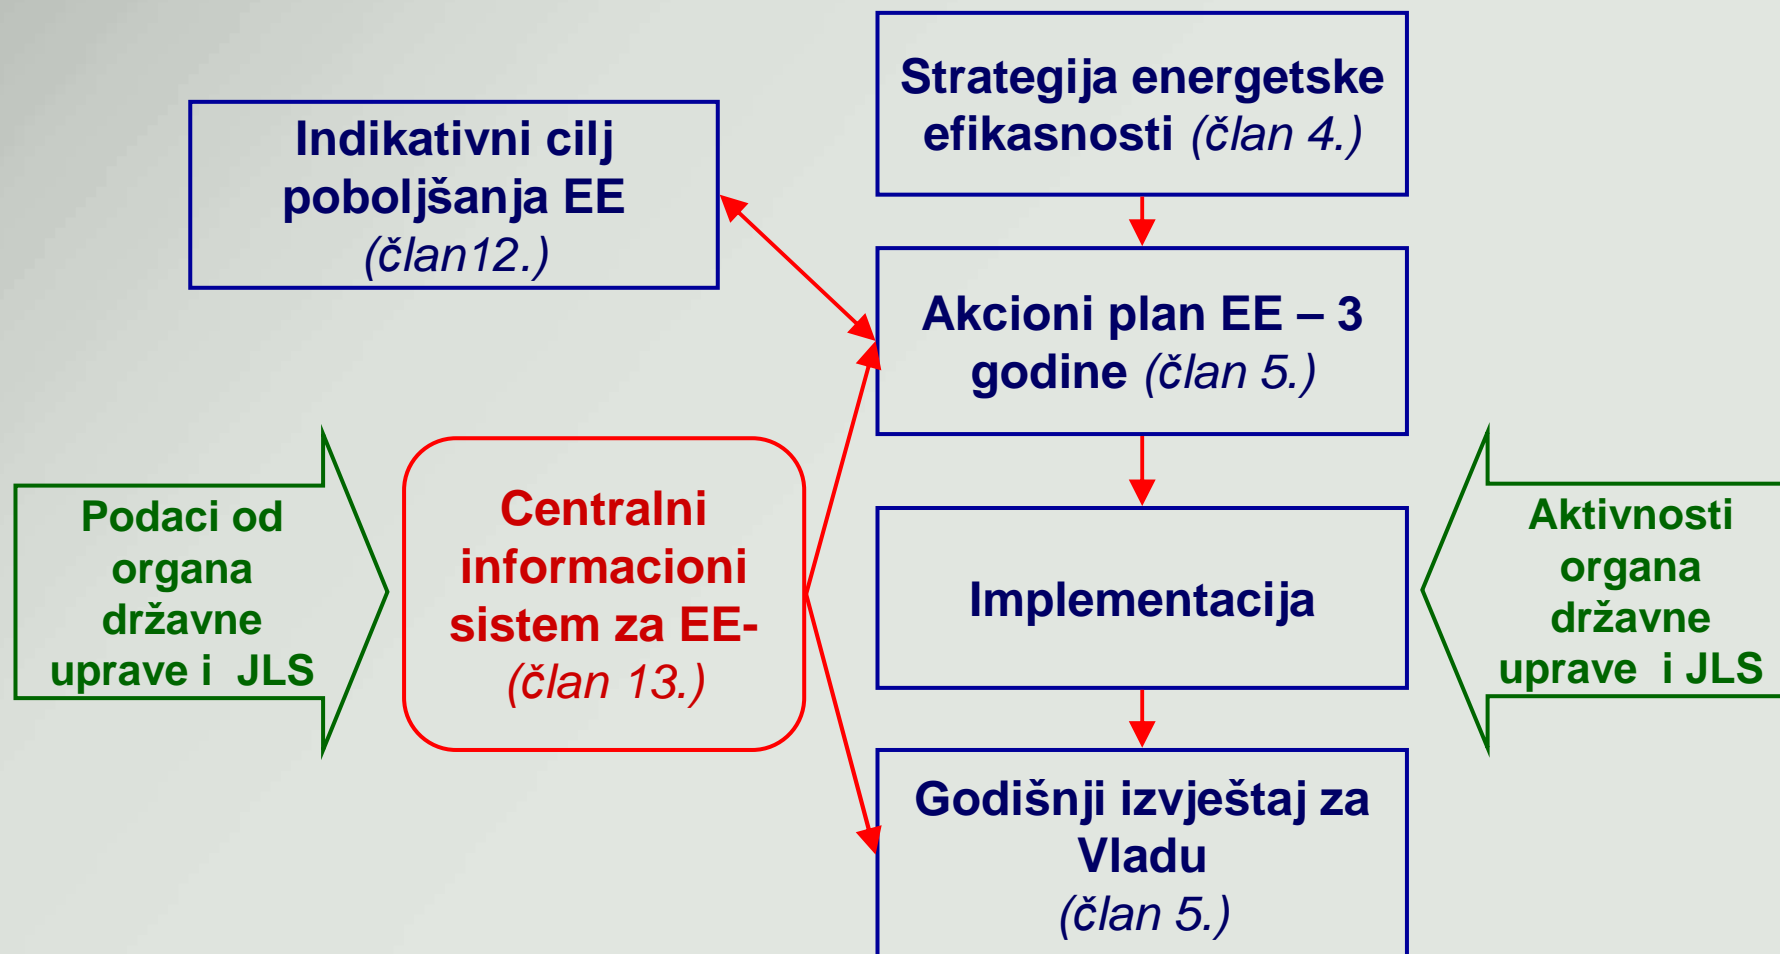 Strategija energetske
efikasnosti (član 4.)
Indikativni cilj
poboljšanja EE
(član12.)
Akcioni plan EE – 3
godine (član 5.)
Podaci od
organa
državne
uprave i JLS
Centralni
informacioni
sistem za EE-
(član 13.)
Implementacija
Aktivnosti
organa
državne
uprave i JLS
Godišnji izvještaj za
Vladu
(član 5.)